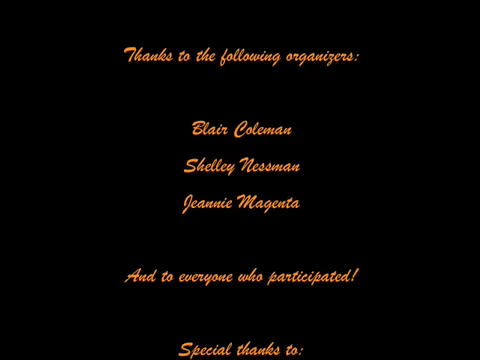 Thanks to the following organizers:
Blair Coleman
Shelley Nessman
Jeannie Magenta
And to everyone who participated!
Special thanks to: